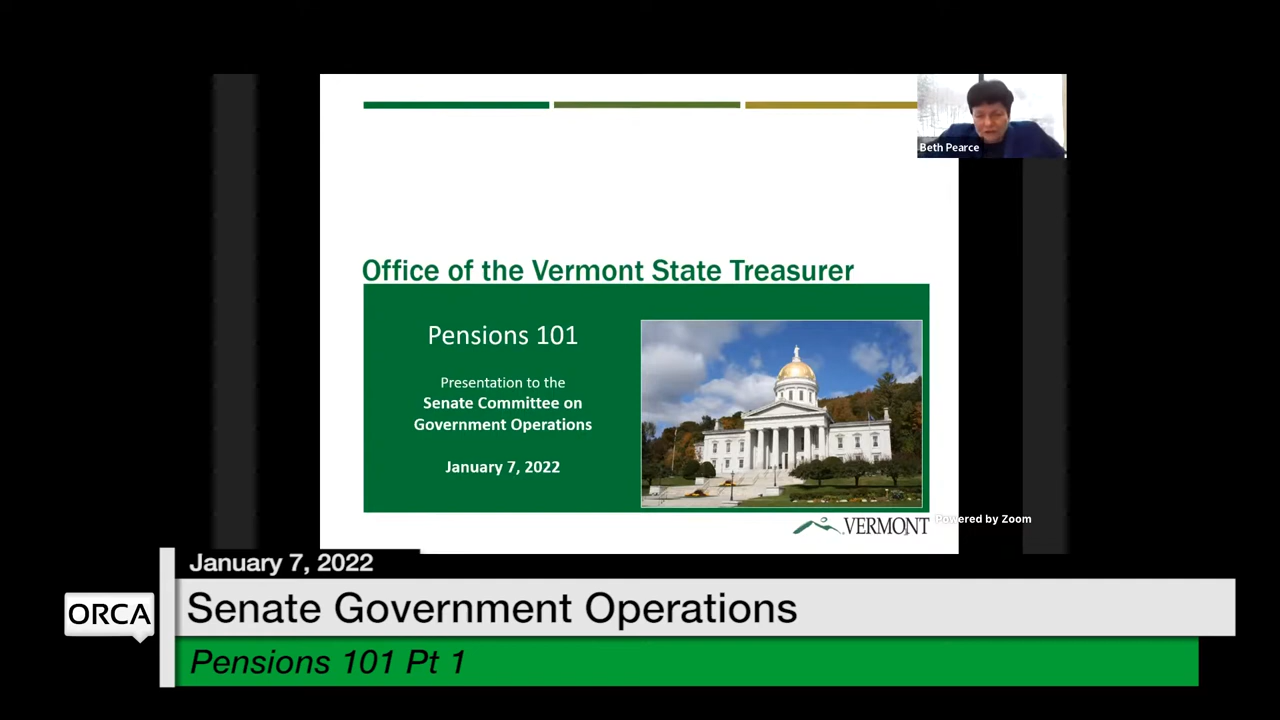 Beth Pearce
Office of the Vermont State Treasurer
Pensions 101
Presentation to the
Senate Committee on
Government Operations
January 7, 2022
VERMONT
Powered by Zoom
January 7, 2022
ORCA
Senate Government Operations
Pensions 101 Pt 1